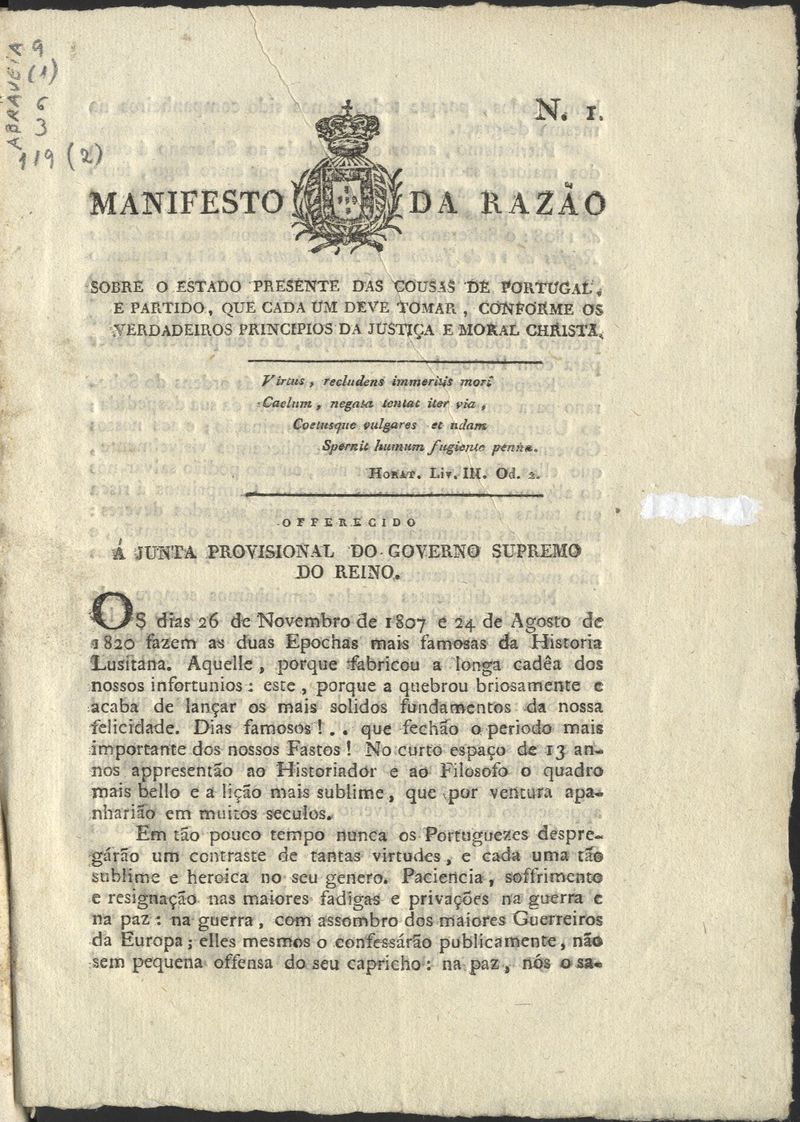 ABRAVEIA 9
(1)
6
3
119 (2)
N. 1.
MANIFESTO DA RAZÃO
SOBRE O ESTADO PRESENTE DAS COUSAS DE PORTUGAL,
E PARTIDO, QUE CADA UM DEVE TOMAR, CONFORME OS
VERDADEIROS PRINCIPIOS DA JUSTIÇA E MORAL CHRISTÃ.
Virtus, recludens immeritis mori
Caelum, negata tentat iter via,
Coetusque vulgares et udam
Spernit humum fugiente penna.
HORAT. Liv. III. Od. 2.
OFFERECIDO
Á JUNTA PROVISIONAL DO GOVERNO SUPREMO
DO REINO.
OS dias 26 de Novembro de 1807 e 24 de Agosto de
1820 fazem as duas Epochas mais famosas da Historia
Lusitana. Aquelle, porque fabricou a longa cadêa dos
nossos infortunios: este, porque a quebrou briosamente e
acaba de lançar os mais solidos fundamentos da nossa
felicidade. Dias famosos!.. que fechão o periodo mais
importante dos nossos Fastos! No curto espaço de 13 an-
nos appresentão ao Historiador e ao Filosofo o quadro
mais bello e a lição mais sublime, que por ventura apa-
nharião em muitos seculos.
Em tão pouco tempo nunca os Portuguezes despre-
gárão um contraste de tantas virtudes, e cada uma tão
sublime e heroica no seu genero. Paciencia, soffrimento
e resignação nas maiores fadigas e privações na guerra e
na paz: na guerra, com assombro dos maiores Guerreiros
da Europa; elles mesmos o confessárão publicamente, não
sem pequena offensa do seu capricho: na paz, nós o sa-